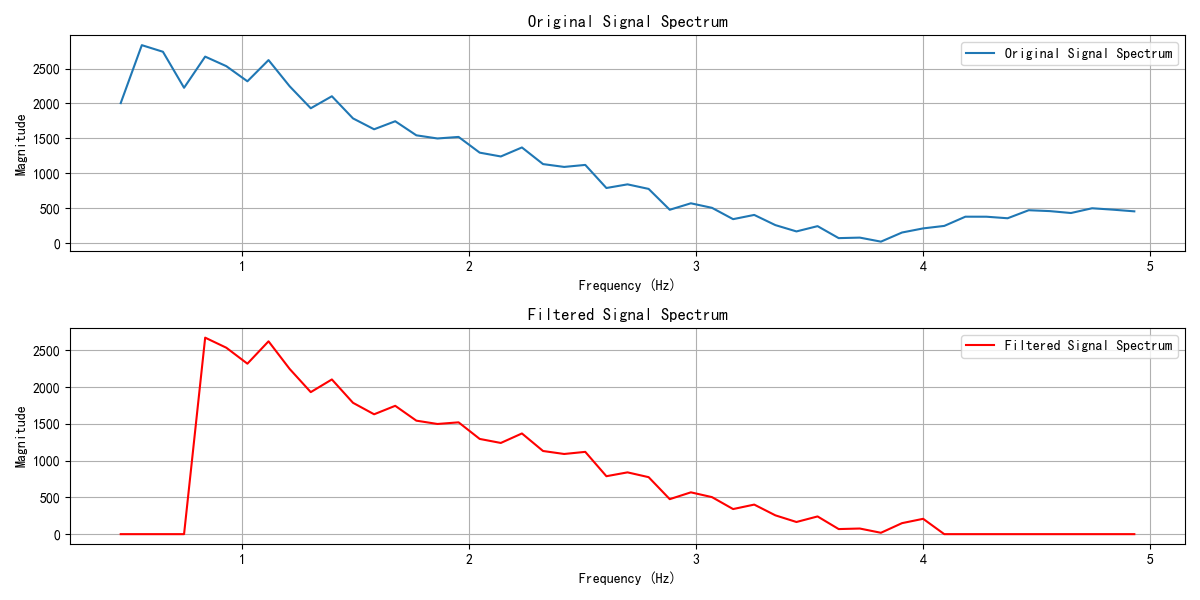 Original Signal Spectrum
Original Signal Spectrum
Magnitude
2500
2000
1500
1000
500
0
1 2 3 4 5
Frequency (Hz)
Filtered Signal Spectrum
Filtered Signal Spectrum
Magnitude
2500
2000
1500
1000
500
0
1 2 3 4 5
Frequency (Hz)